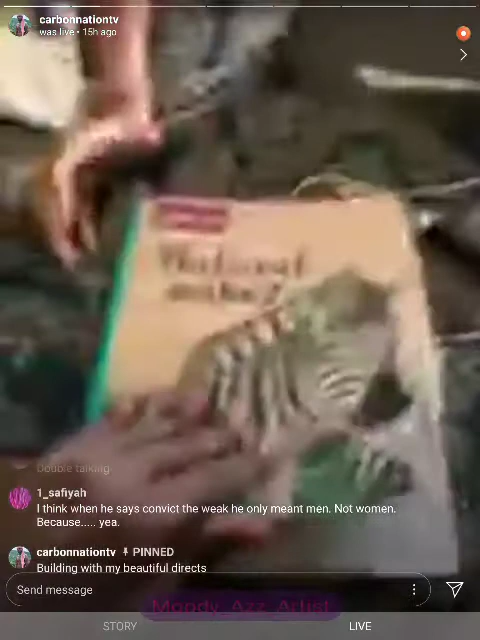 carbonnationtv
was live • 15h ago
Double talking.
1_safiyah
I think when he says convict the weak he only meant men. Not women.
Because..... yea.
carbonnationtv PINNED
Building with my beautiful directs
Send message
Moody_Azz_Artist
STORY LIVE